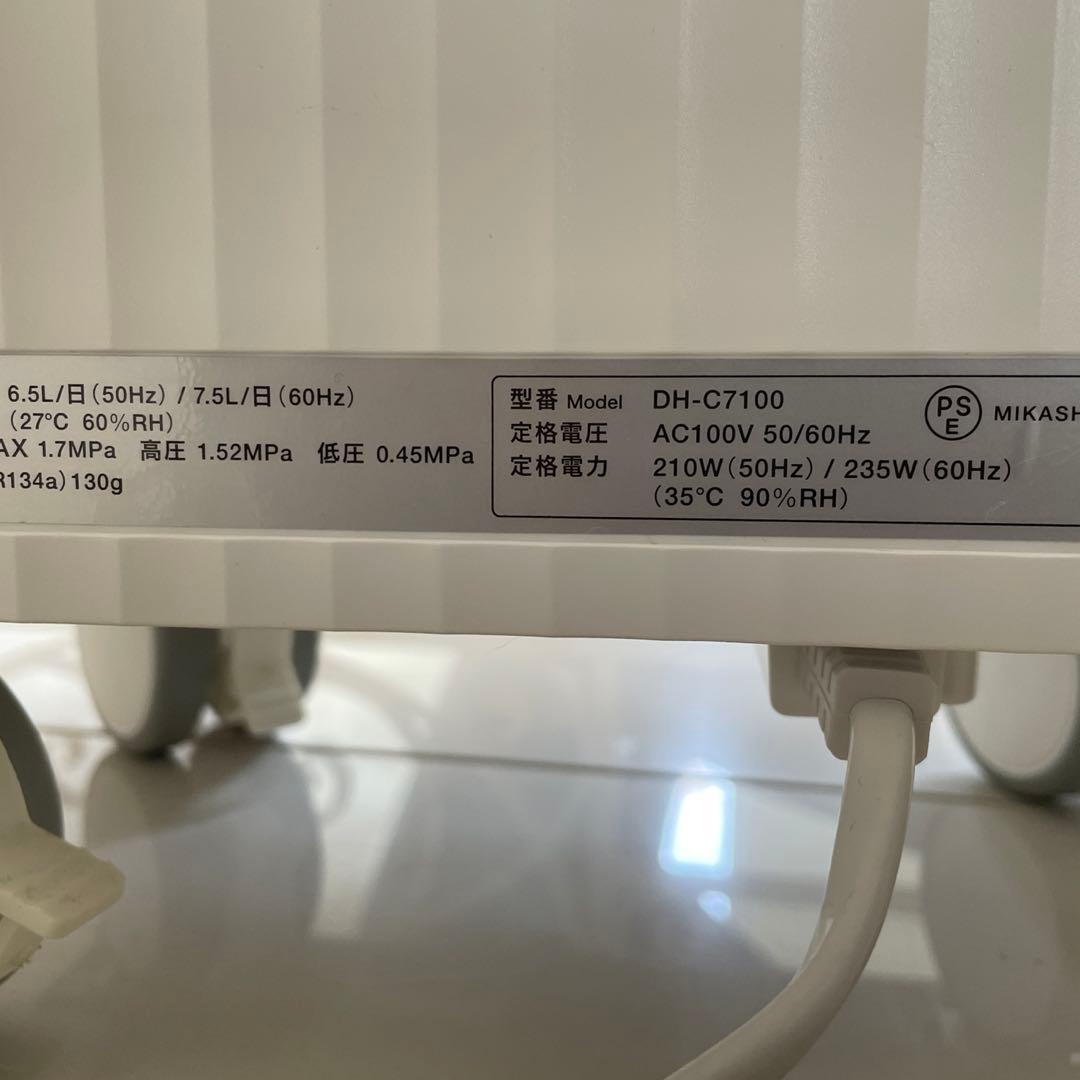 6.5L/日(50Hz) / 7.5L/日(60Hz)
(27℃ 60%RH)
AX 1.7MPa 高圧 1.52MPa 低圧 0.45MPa
R134a) 130g
型番 Model DH-C7100
定格電圧 AC100V 50/60Hz
定格電力 210W(50Hz) / 235W(60Hz)
(35℃ 90%RH)
PSE MIKASH